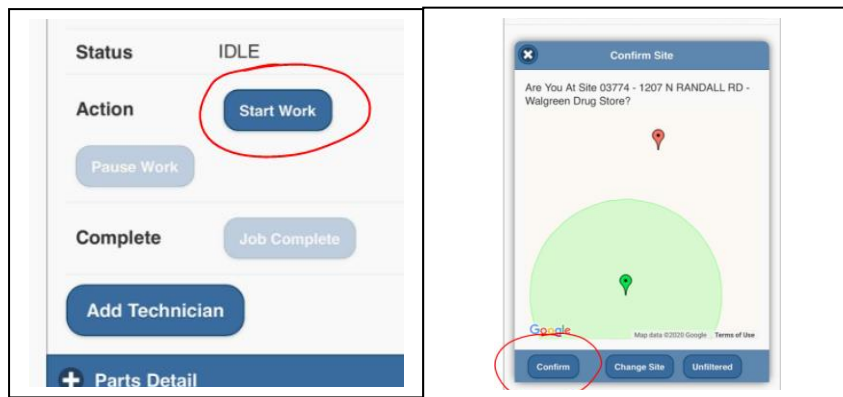 Status IDLE
Action Start Work
Pause Work
Complete Job Complete
Add Technician
Parts Detail
Confirm Site
Are You At Site 03774 - 1207 N RANDALL RD -
Walgreen Drug Store?
Google
Map data ©2020 Google Terms of Use
Confirm Change Site Unfiltered